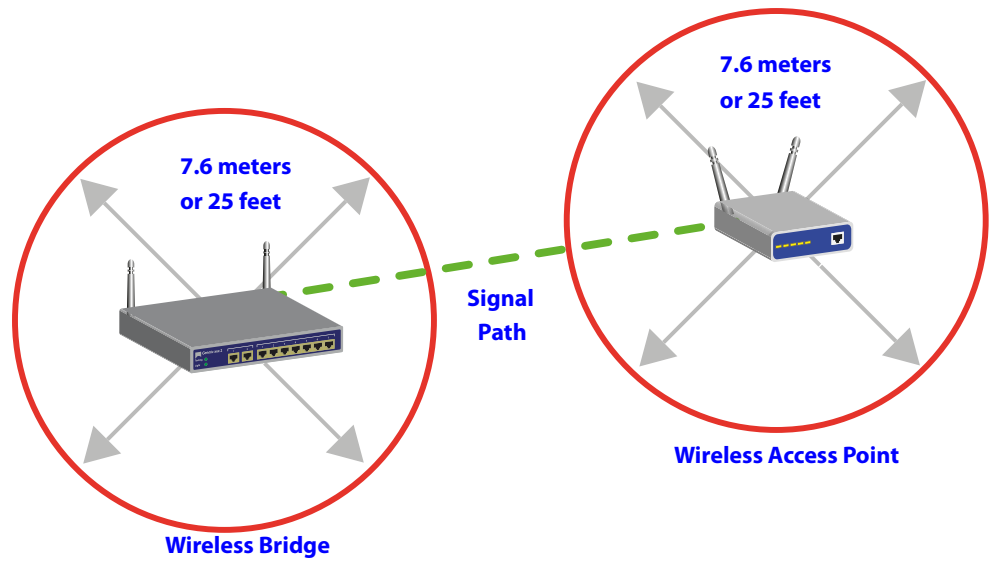 7.6 meters
or 25 feet
7.6 meters
or 25 feet
Signal
Path
Wireless Access Point
Wireless Bridge